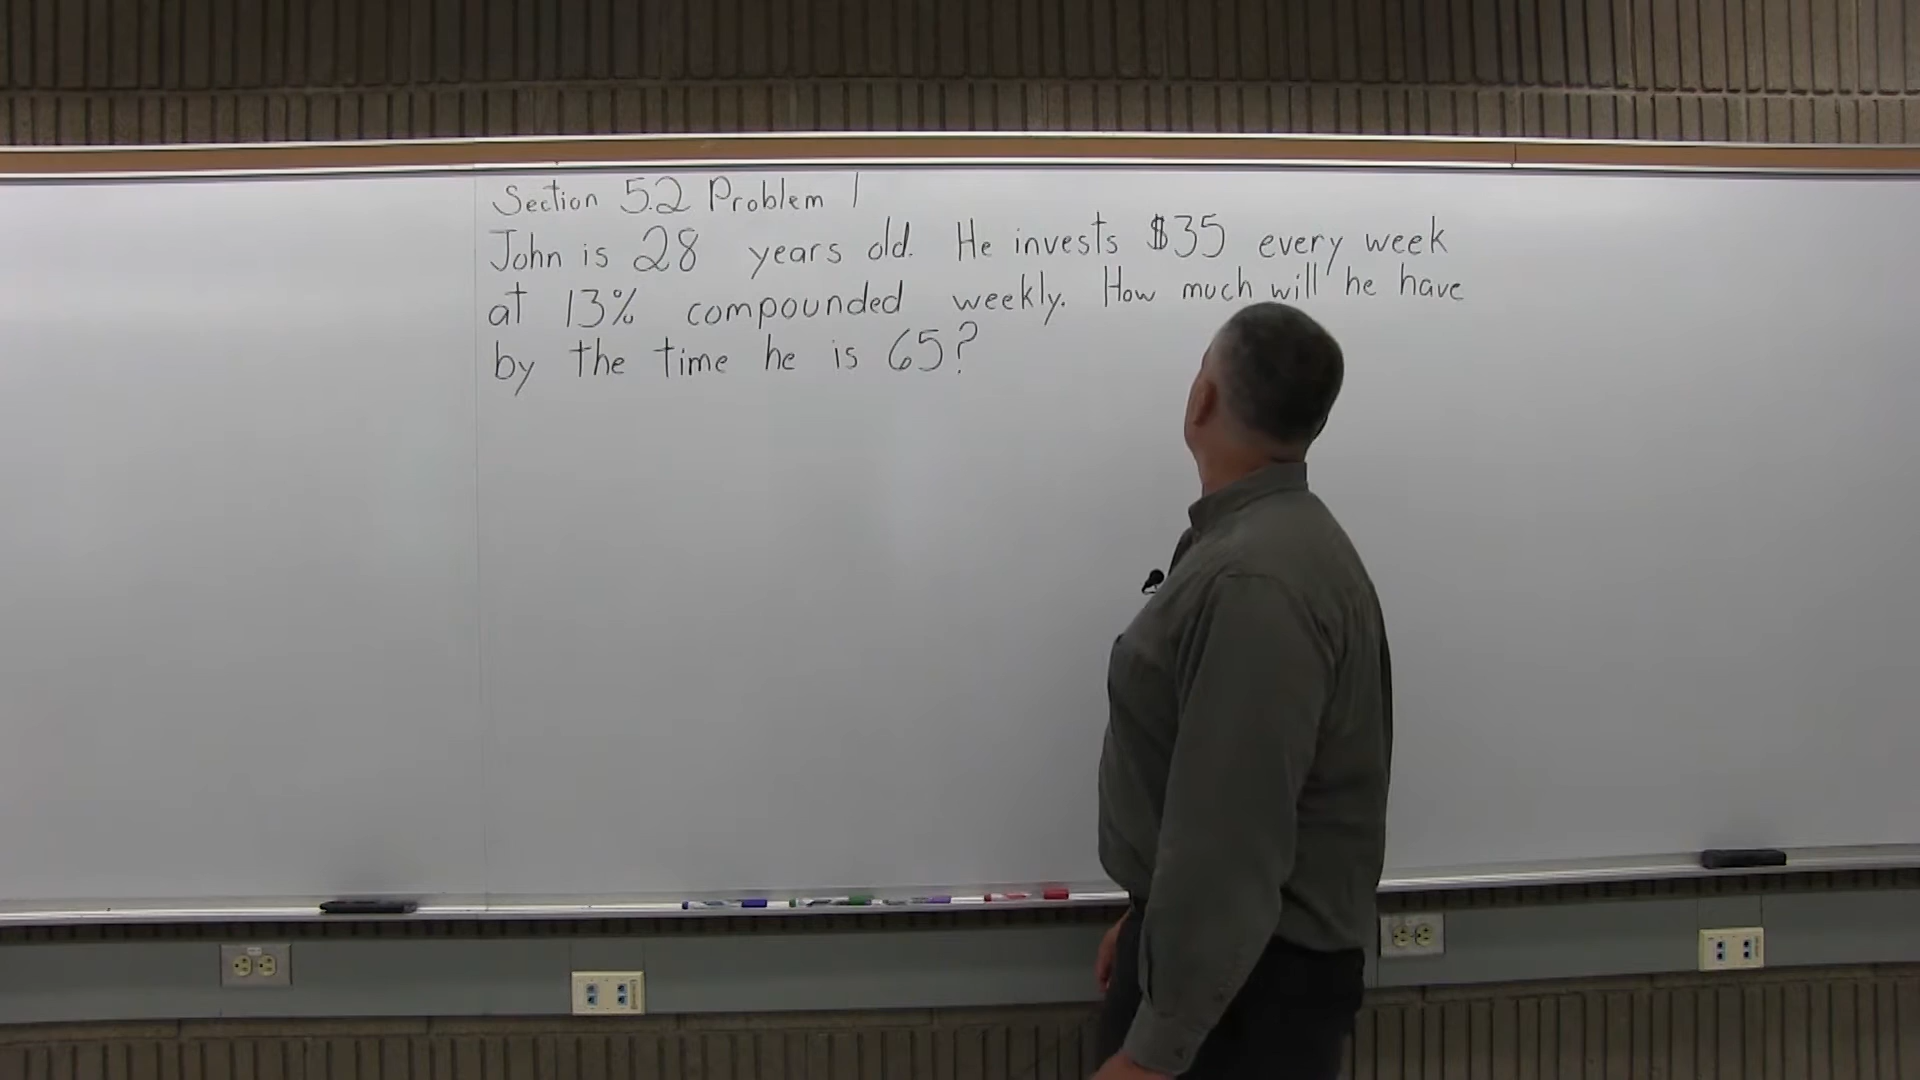 Section 5.2 Problem 1
John is 28 years old. He invests $35 every week
at 13% compounded weekly. How much will he have
by the time he is 65?